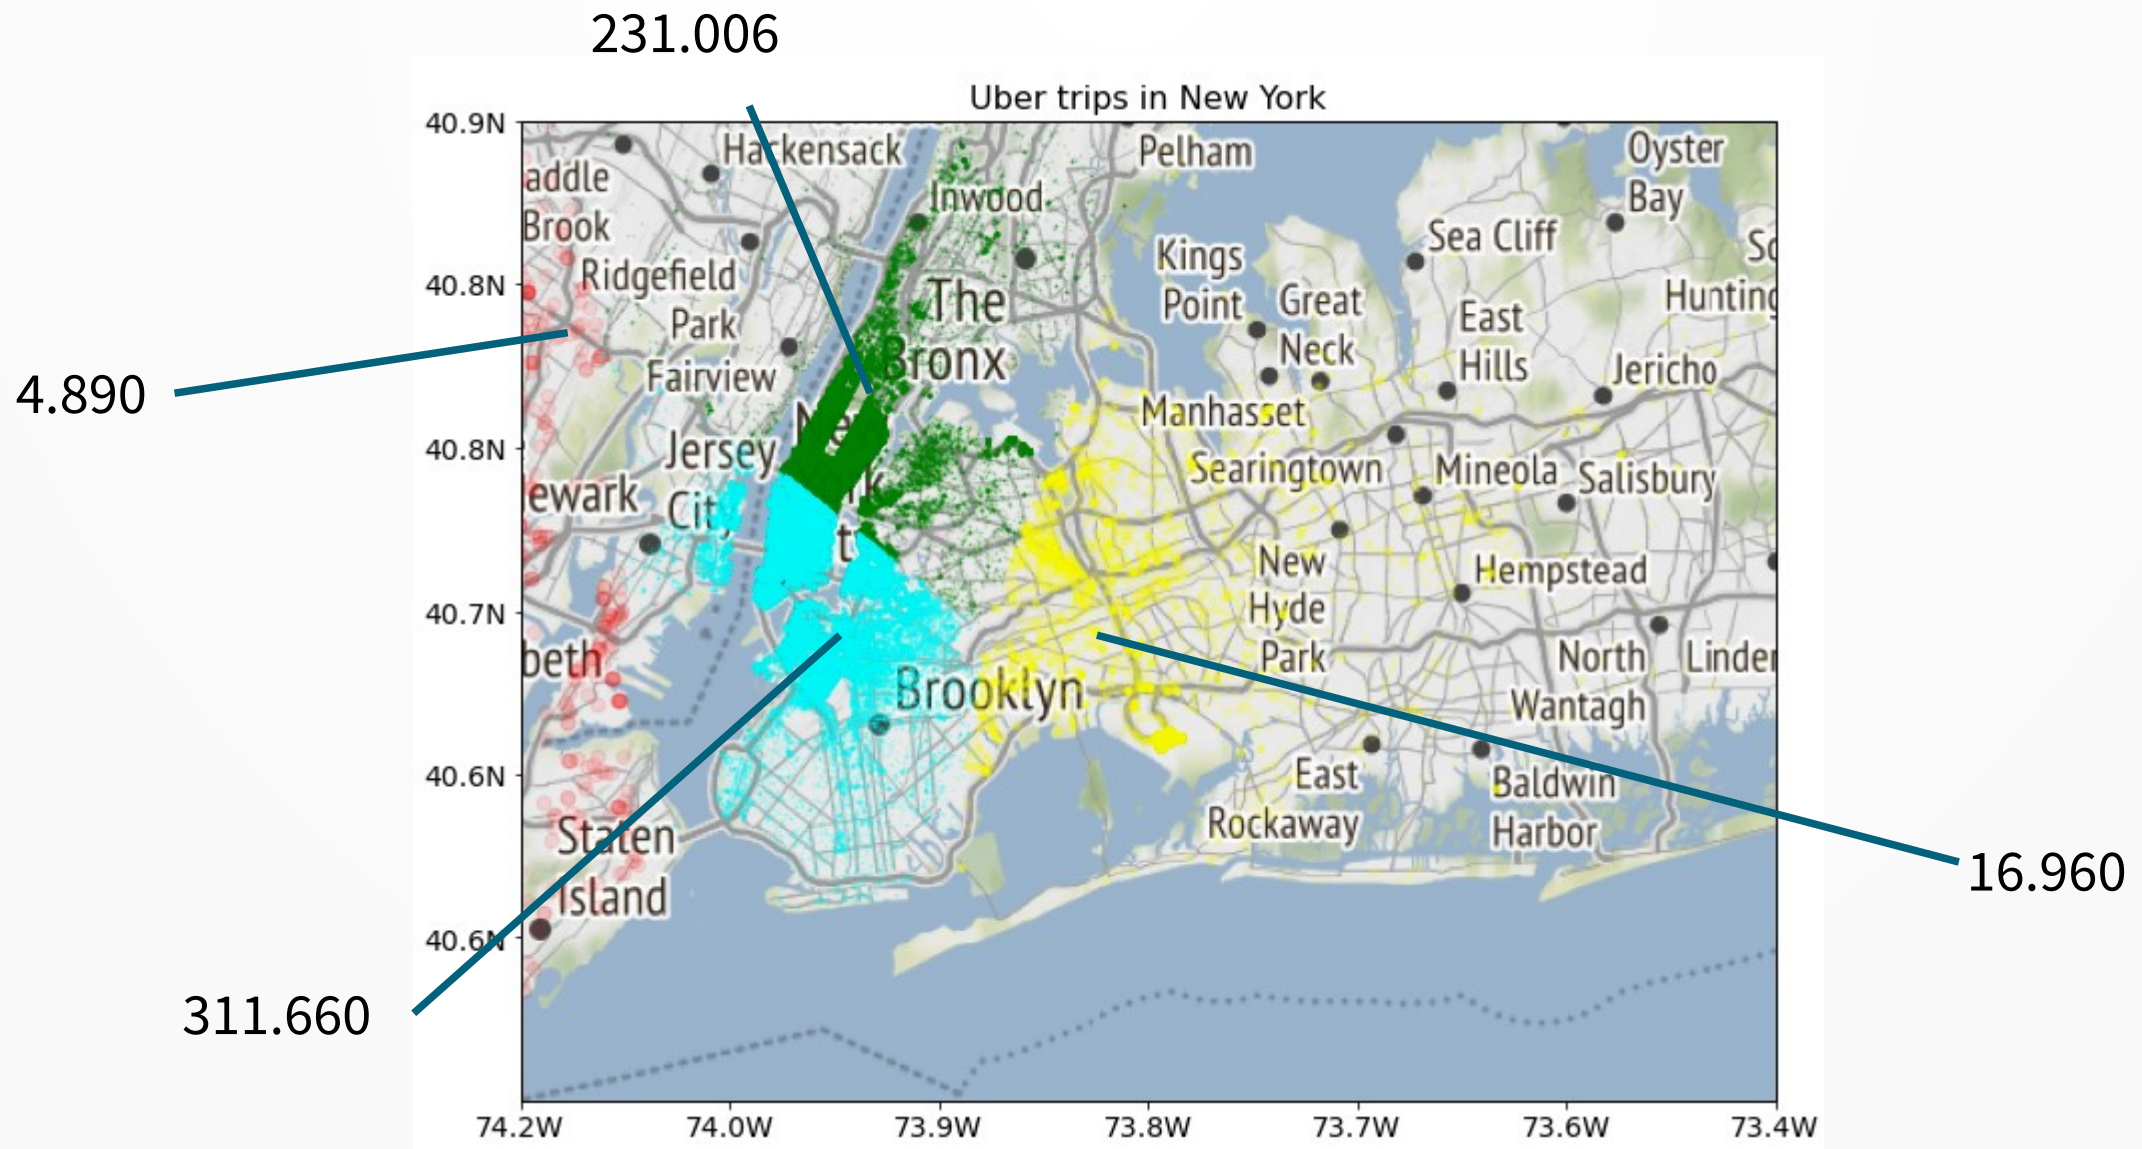 231.006
Uber trips in New York
40.9N
Hackensack
Pelham
Oyster
Bay
addle
Brook
Inwood
Sea Cliff
Kings
Point
Ridgefield
Park
40.8N
The
Bronx
Great
Neck
East
Hills
Hunting
Fairview
Jericho
4.890
Manhasset
Jersey
City
40.8N
Searingtown
Mineola
Salisbury
ewark
t
New
Hyde
Park
Hempstead
40.7N
beth
Brooklyn
North
Wantagh
Linden
40.6N
East
Rockaway
Baldwin
Harbor
Staten
Island
16.960
40.6N
311.660
74.2W
74.0W
73.9W
73.8W
73.7W
73.6W
73.4W